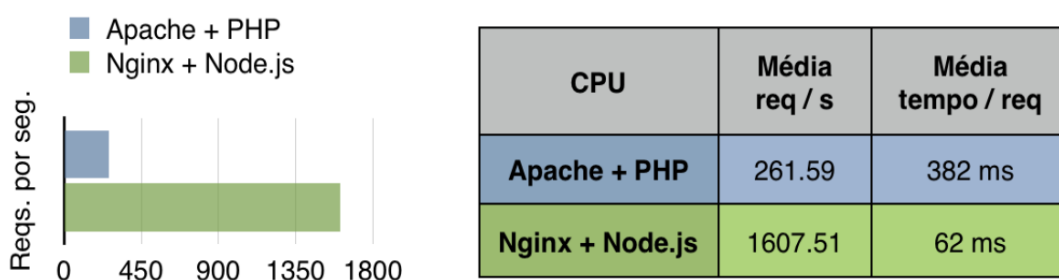 Apache + PHP
Nginx + Node.js
Reqs. por seg.
0 450 900 1350 1800
CPU
Média
req / s
Média
tempo / req
Apache + PHP 261.59 382 ms
Nginx + Node.js 1607.51 62 ms